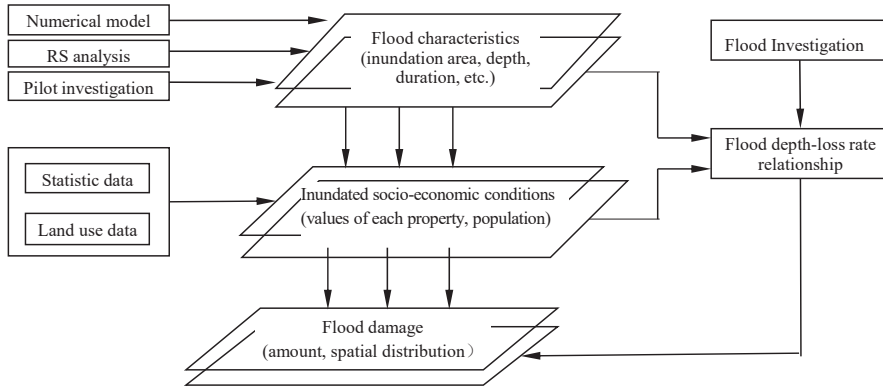 Numerical model
RS analysis
Pilot investigation
Flood characteristics
(inundation area, depth,
duration, etc.)
Flood Investigation
Flood depth-loss rate
relationship
Statistic data
Land use data
Inundated socio-economic conditions
(values of each property, population)
Flood damage
(amount, spatial distribution）